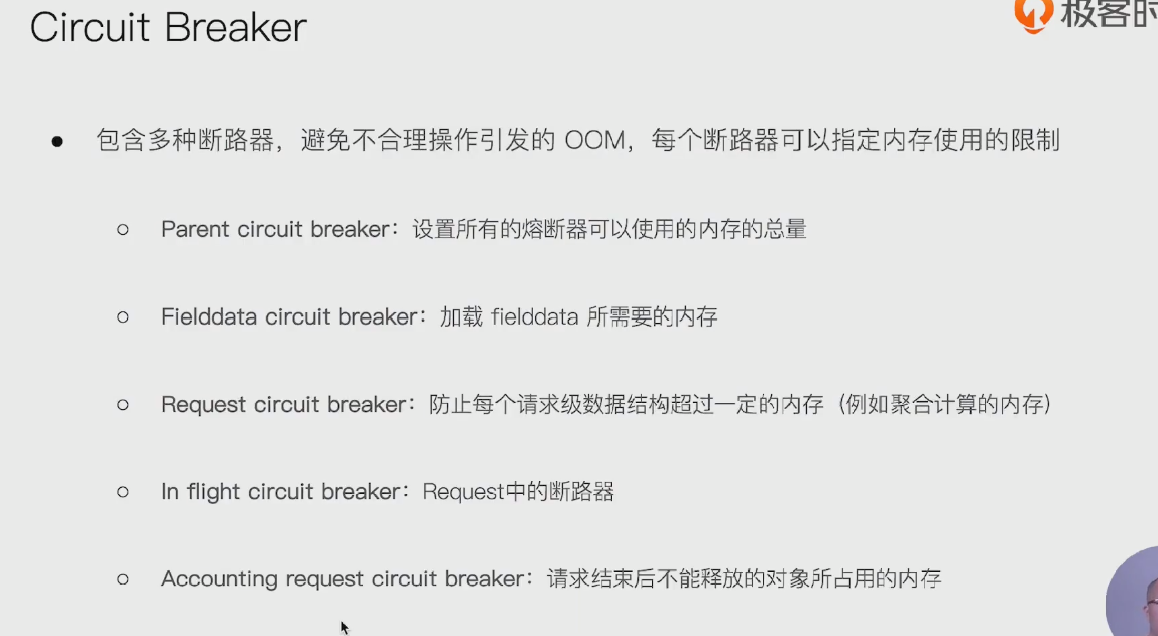 Circuit Breaker
极客时
包含多种断路器，避免不合理操作引发的 OOM，每个断路器可以指定内存使用的限制
Parent circuit breaker：设置所有的熔断器可以使用的内存的总量
Fielddata circuit breaker：加载 fielddata 所需要的内存
Request circuit breaker：防止每个请求级数据结构超过一定的内存（例如聚合计算的内存）
In flight circuit breaker：Request中的断路器
Accounting request circuit breaker：请求结束后不能释放的对象所占用的内存